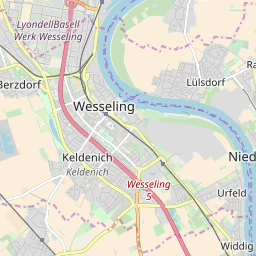 LyondellBasell
Werk Wesseling
Berzdorf
Ra
Lülsdorf
Wesseling
Keldenich
Keldenich
Nied
Wesseling
5
Urfeld
Widdig